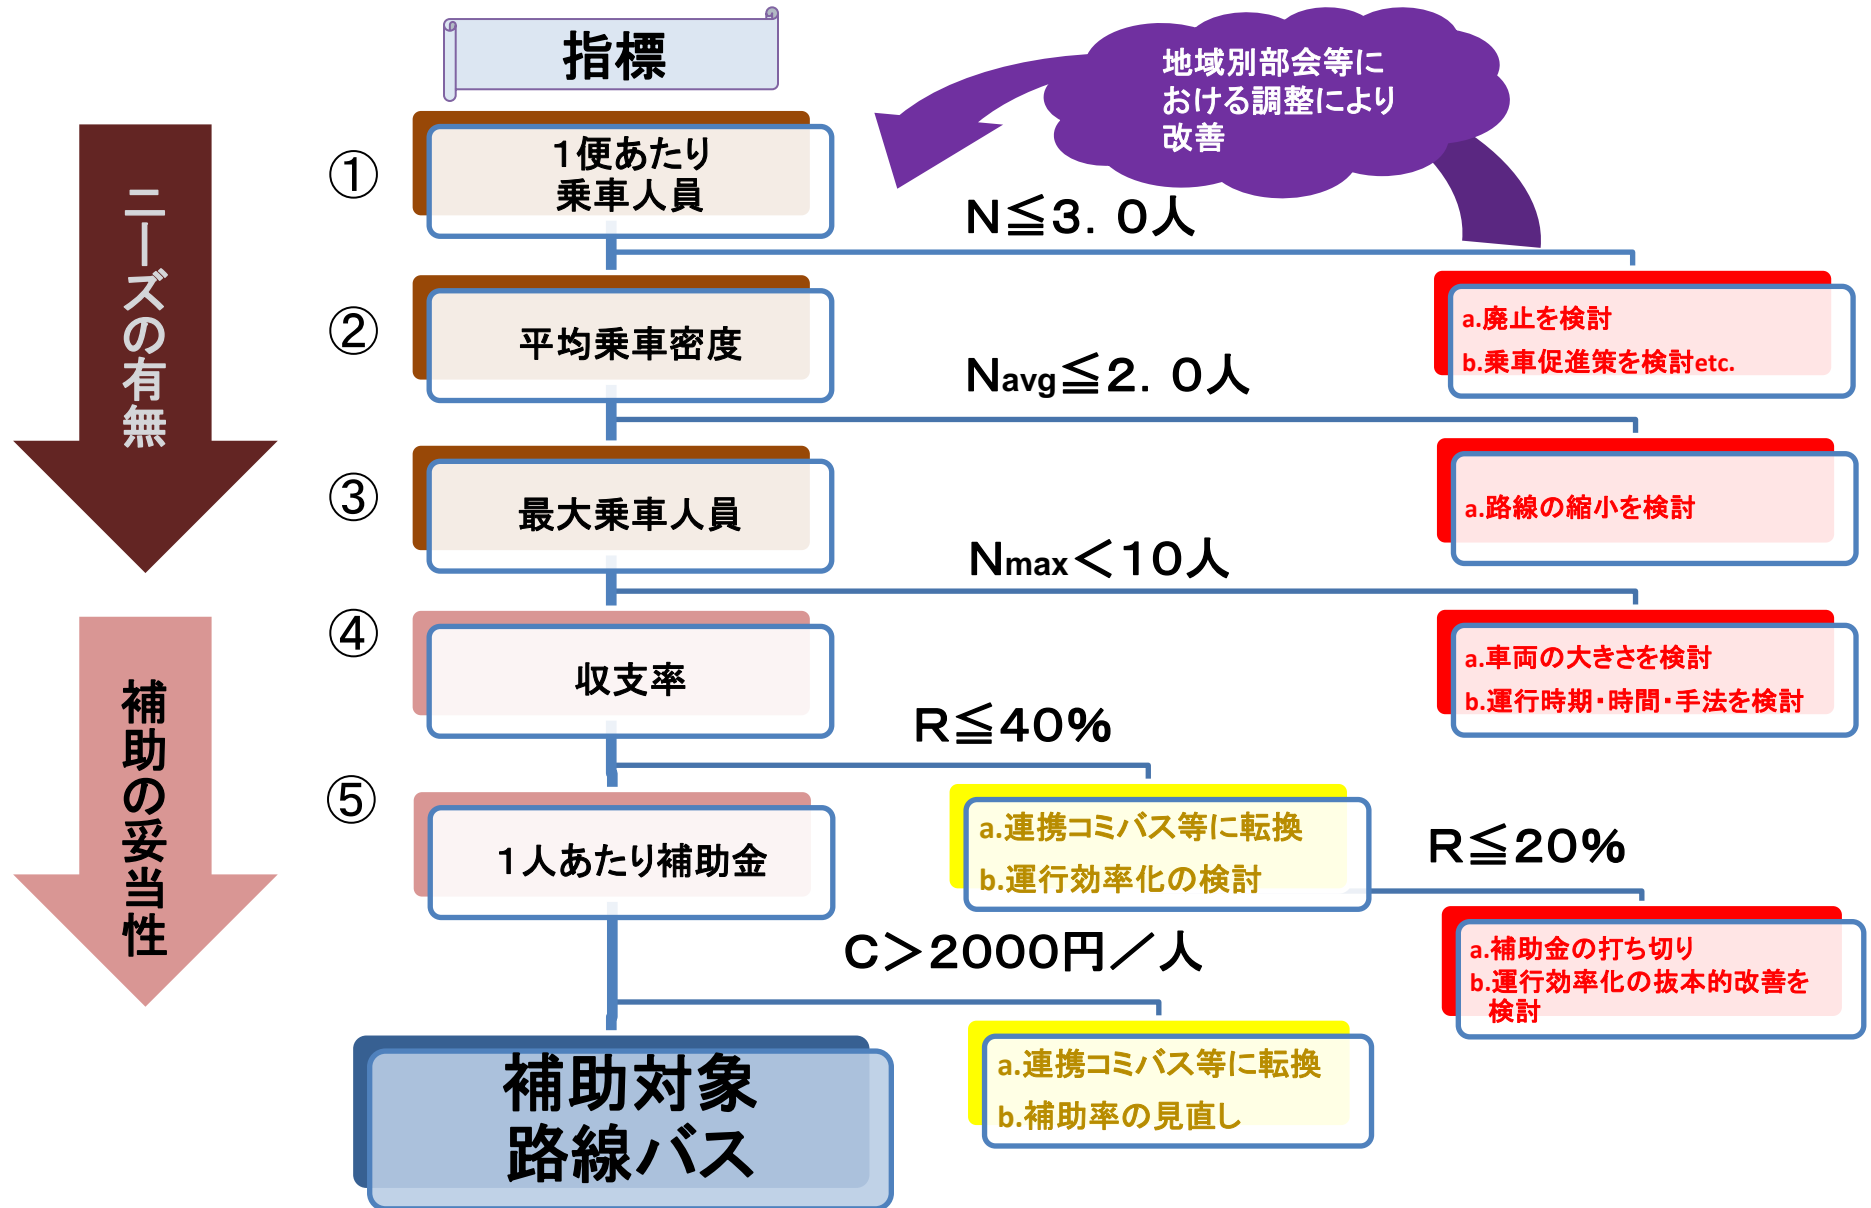 指標
地域別部会等に
おける調整により
改善
ニーズの有無
①
１便あたり
乗車人員
N≦３．０人
a.廃止を検討
b.乗車促進策を検討etc.
②
平均乗車密度
Navg≦２．０人
a.路線の縮小を検討
③
最大乗車人員
Nmax＜１０人
a.車両の大きさを検討
b.運行時期・時間・手法を検討
補助の妥当性
④
収支率
R≦４０％
a.連携コミバス等に転換
b.運行効率化の検討
R≦２０％
a.補助金の打ち切り
b.運行効率化の抜本的改善を
検討
⑤
１人あたり補助金
C＞２０００円／人
a.連携コミバス等に転換
b.補助率の見直し
補助対象
路線バス